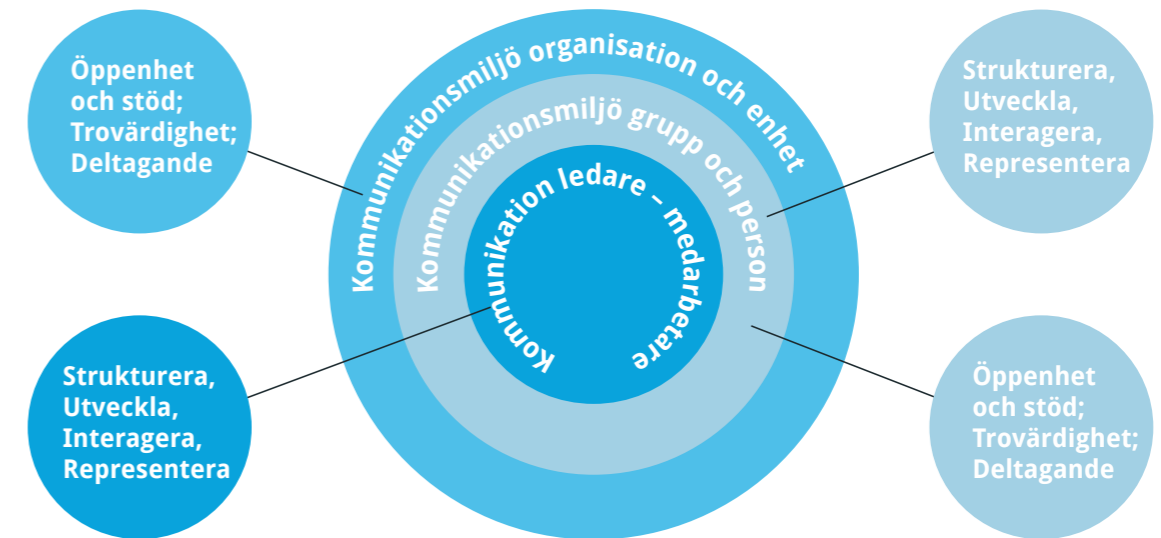 Öppenhet
och stöd;
Trovärdighet;
Deltagande
Kommunikationsmiljö organisation och enhet
Kommunikationsmiljö grupp och person
Kommunikation ledare – medarbetare
Strukturera,
Utveckla,
Interagera,
Representera
Strukturera,
Utveckla,
Interagera,
Representera
Öppenhet
och stöd;
Trovärdighet;
Deltagande